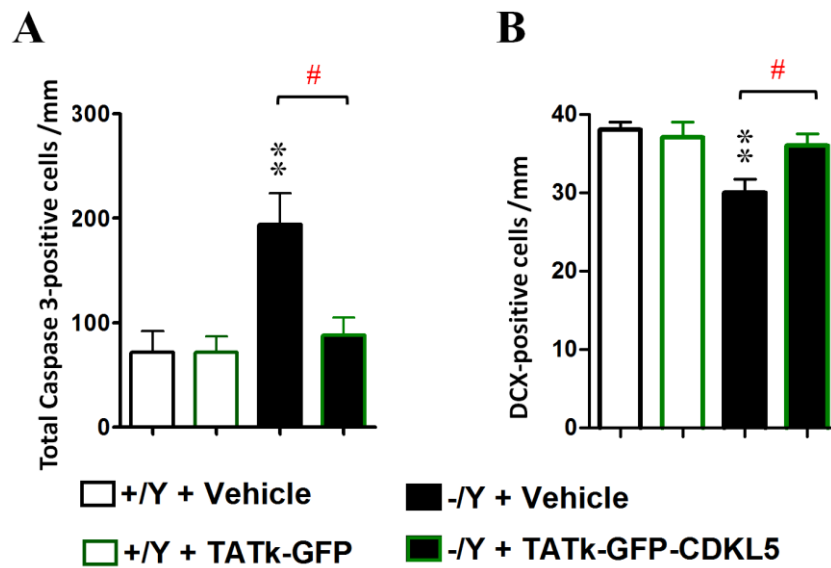 A
B
Total Caspase 3-positive cells /mm
300
200
100
0
**
#
DCX-positive cells /mm
40
30
20
10
0
**
#
+/Y + Vehicle
-/Y + Vehicle
+/Y + TATk-GFP
-/Y + TATk-GFP-CDKL5